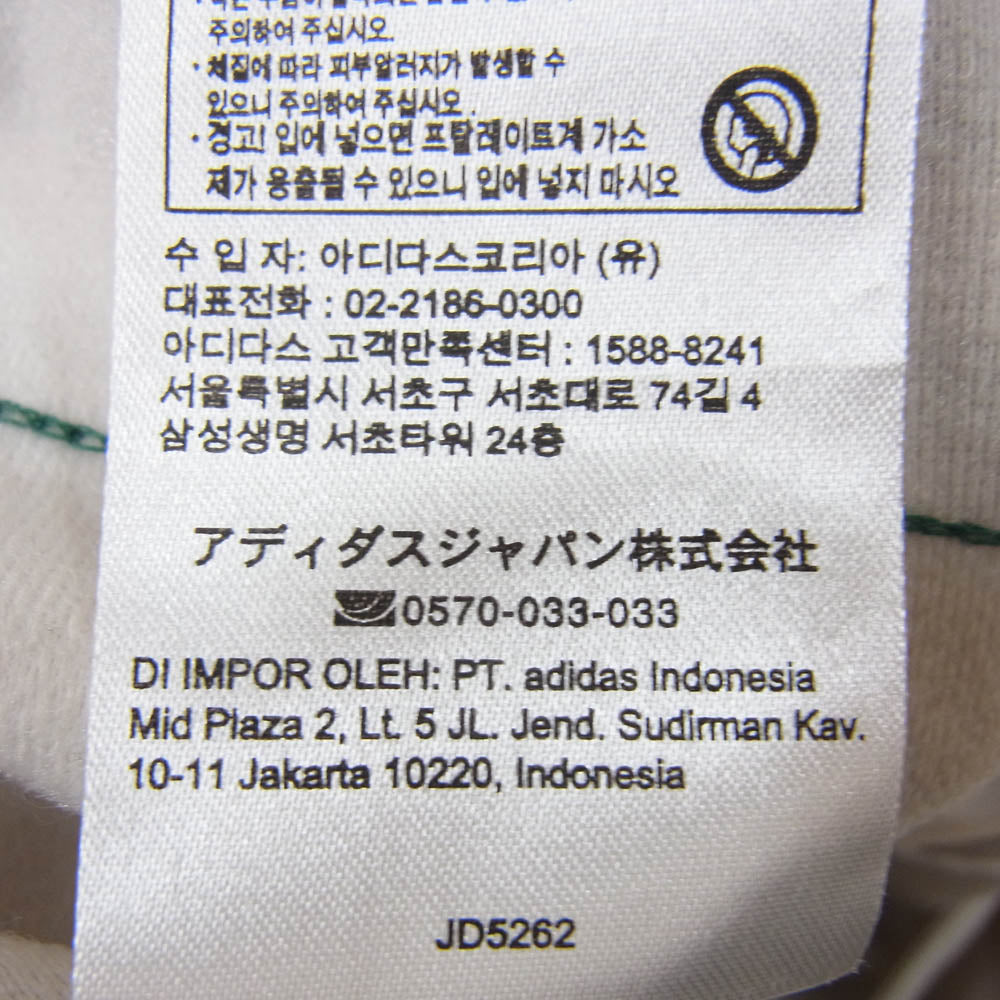 주의하여 주십시오.
· 체질에 따라 피부알러지가 발생할 수
있으니 주의하여 주십시오.
· 경고! 입에 넣으면 프탈레이트계 가소
제가 용출될 수 있으니 입에 넣지 마시오
수 입 자: 아디다스코리아 (유)
대표전화 : 02-2186-0300
아디다스 고객만족센터 : 1588-8241
서울특별시 서초구 서초대로 74길 4
삼성생명 서초타워 24층
アディダスジャパン株式会社
0570-033-033
DI IMPOR OLEH: PT. adidas Indonesia
Mid Plaza 2, Lt. 5 JL. Jend. Sudirman Kav.
10-11 Jakarta 10220, Indonesia
JD5262